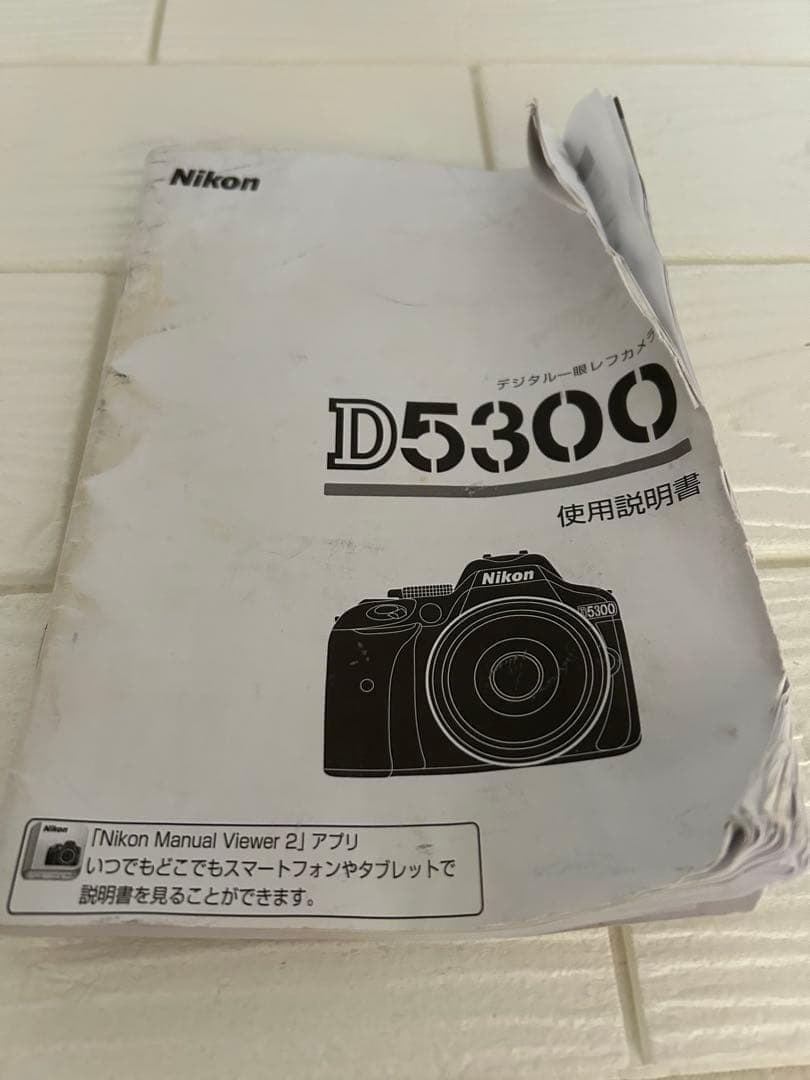 Nikon
デジタル一眼レフカメラ
D5300
使用説明書
Nikon
D5300
Nikon
「Nikon Manual Viewer 2」アプリ
いつでもどこでもスマートフォンやタブレットで
説明書を見ることができます。